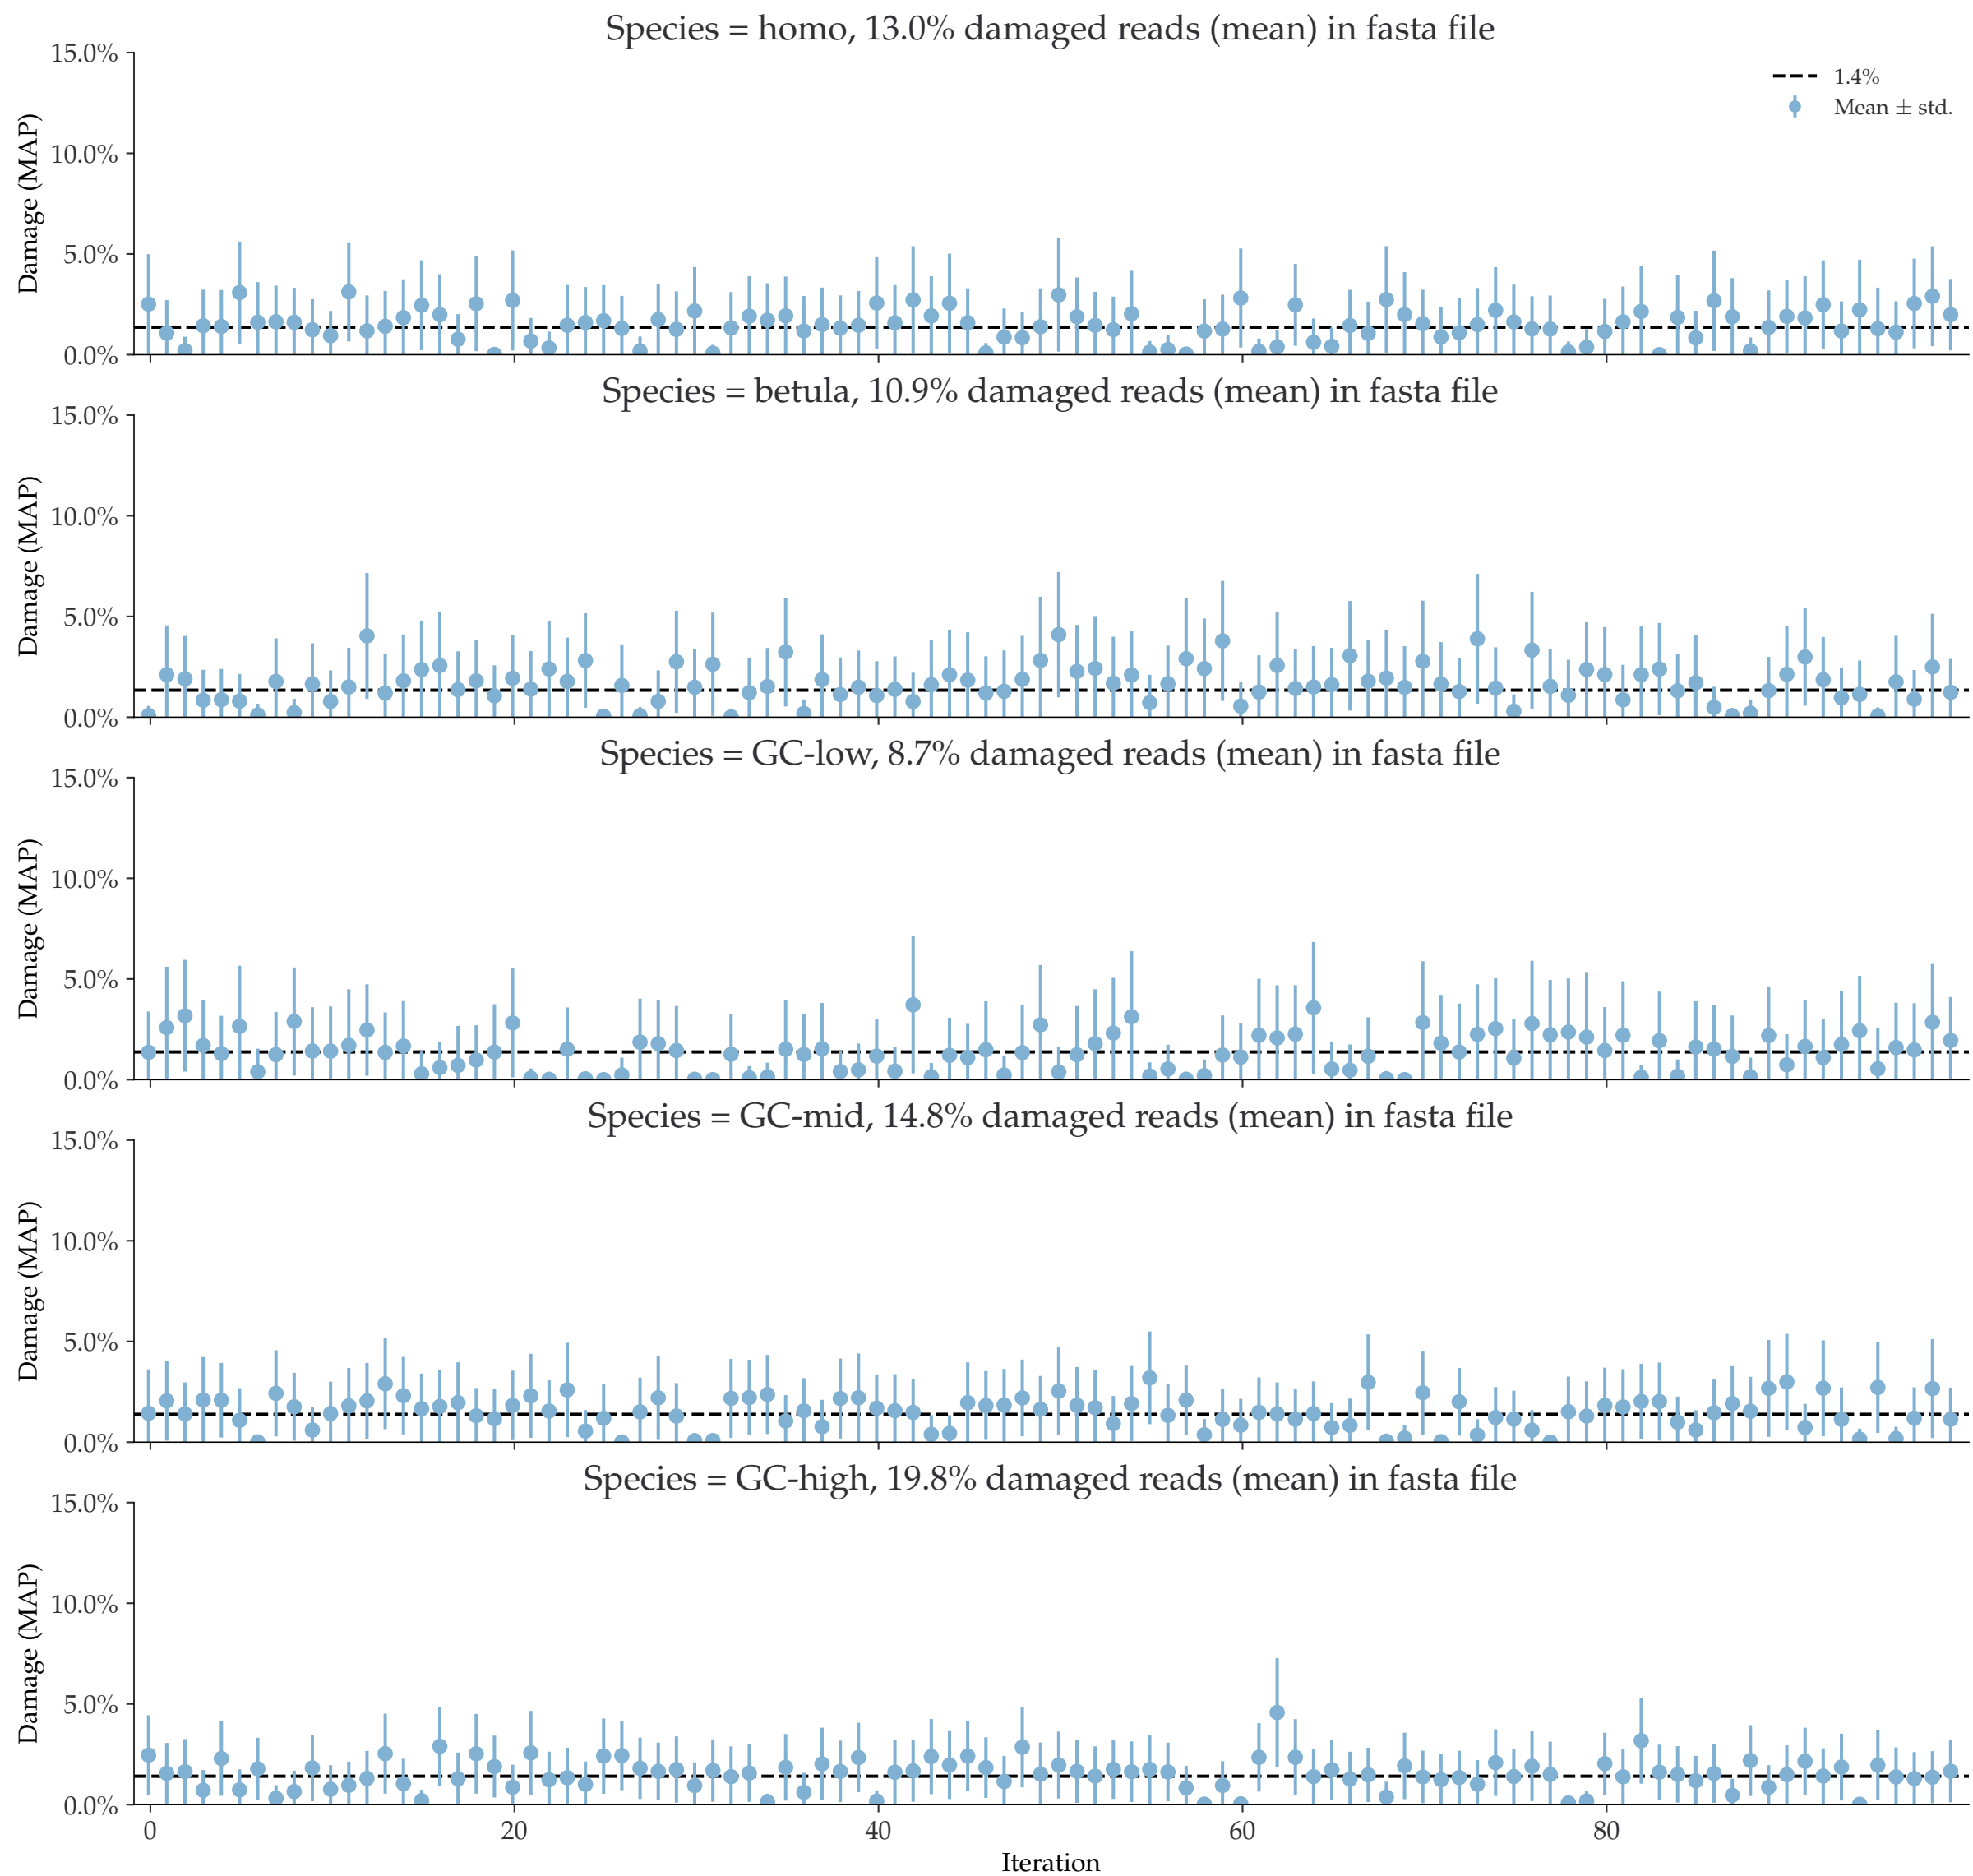 Species = homo, 13.0% damaged reads (mean) in fasta file
15.0%
10.0%
5.0%
0.0%
Damage (MAP)
1.4%
Mean ± std.
Species = betula, 10.9% damaged reads (mean) in fasta file
15.0%
10.0%
5.0%
0.0%
Damage (MAP)
Species = GC-low, 8.7% damaged reads (mean) in fasta file
15.0%
10.0%
5.0%
0.0%
Damage (MAP)
Species = GC-mid, 14.8% damaged reads (mean) in fasta file
15.0%
10.0%
5.0%
0.0%
Damage (MAP)
Species = GC-high, 19.8% damaged reads (mean) in fasta file
15.0%
10.0%
5.0%
0.0%
Damage (MAP)
0 20 40 60 80
Iteration